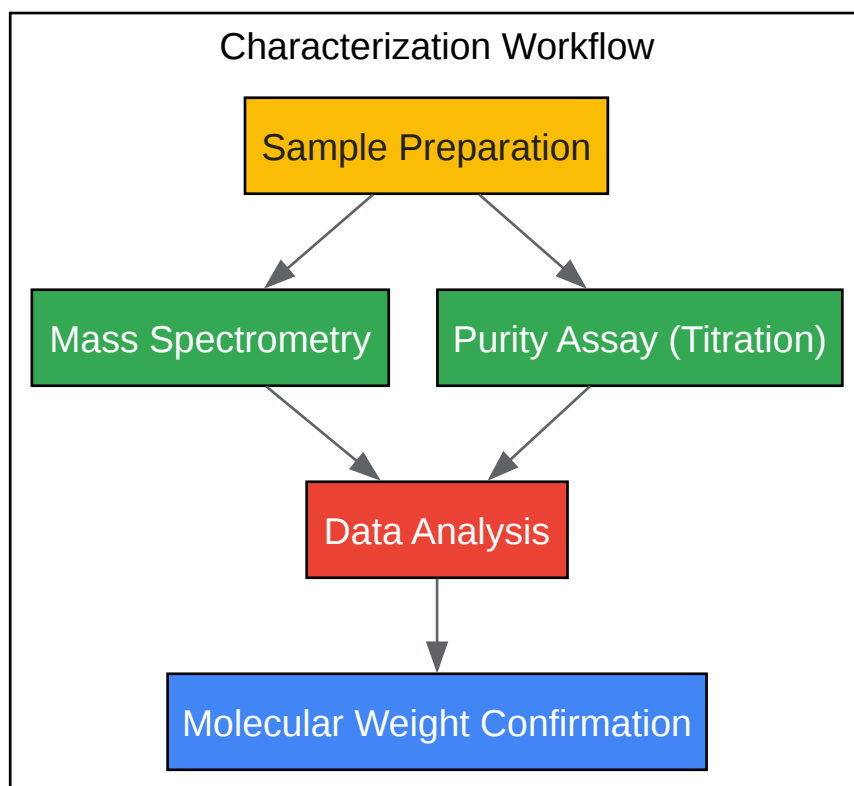 Characterization Workflow
Sample Preparation
Mass Spectrometry
Purity Assay (Titration)
Data Analysis
Molecular Weight Confirmation